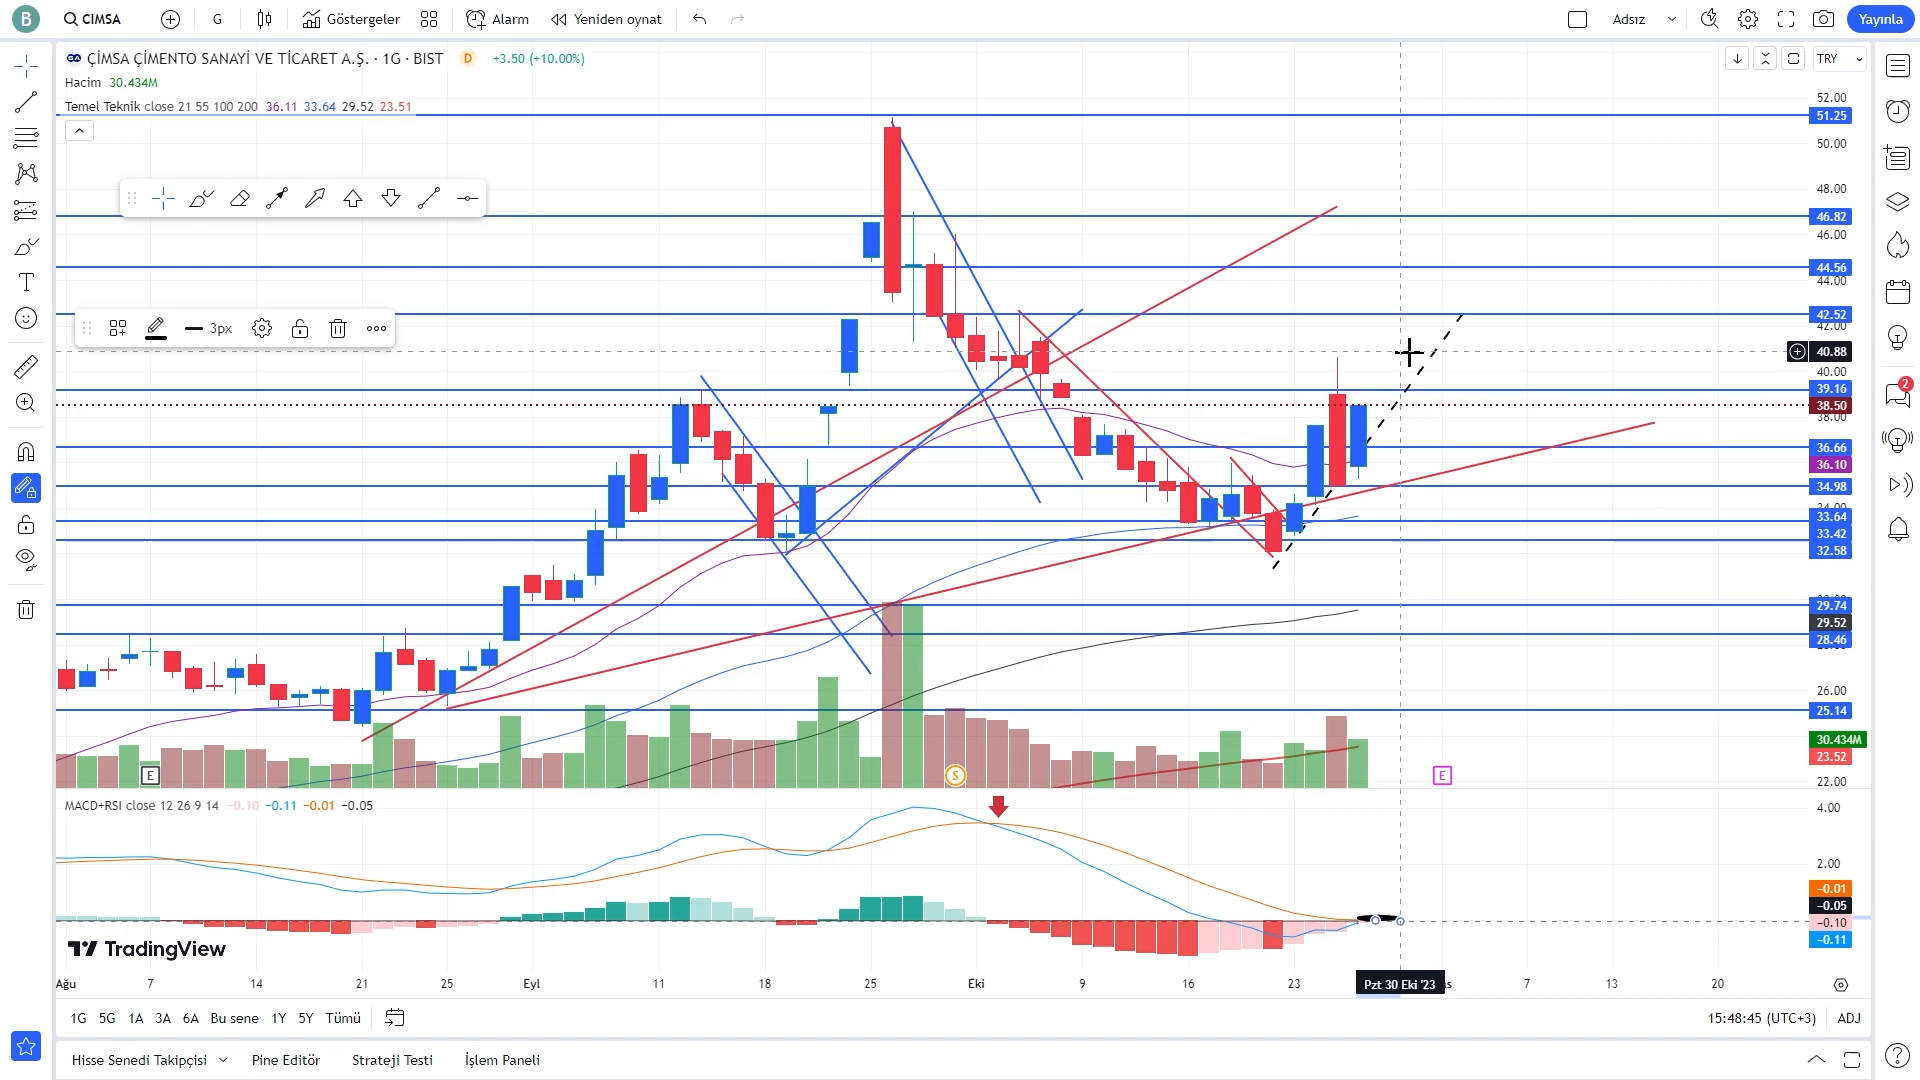 B
CIMSA
G
Göstergeler
Alarm
Yeniden oynat
Adsız
Yayınla
ÇİMSA ÇİMENTO SANAYİ VE TİCARET A.Ş. · 1G · BIST D +3.50 (+10.00%)
TRY
Hacim 30.434M
Temel Teknik close 21 55 100 200 36.11 33.64 29.52 23.51
3px
52.00
51.25
50.00
48.00
46.82
46.00
44.56
44.00
42.52
42.00
40.88
40.00
39.16
38.50
38.00
36.66
36.10
34.98
33.64
33.42
32.58
29.74
29.52
28.46
26.00
25.14
30.434M
23.52
22.00
E
S
E
2
MACD+RSI close 12 26 9 14 −0.10 −0.11 −0.01 −0.05
4.00
2.00
−0.01
−0.05
−0.10
−0.11
TradingView
Ağu 7 14 21 25 Eyl 11 18 25 Eki 9 16 23 Pzt 30 Eki '23 7 13 20
1G 5G 1A 3A 6A Bu sene 1Y 5Y Tümü
15:48:45 (UTC+3) ADJ
Hisse Senedi Takipçisi Pine Editör Strateji Testi İşlem Paneli